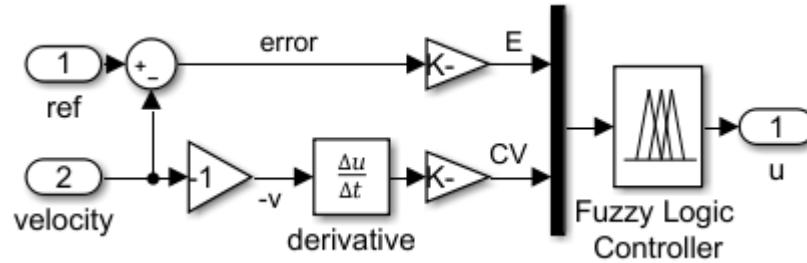 error
E
1
+
-
K-
ref
1
u
CV
2
-1
-v
Δu
Δt
K-
velocity
derivative
Fuzzy Logic
Controller